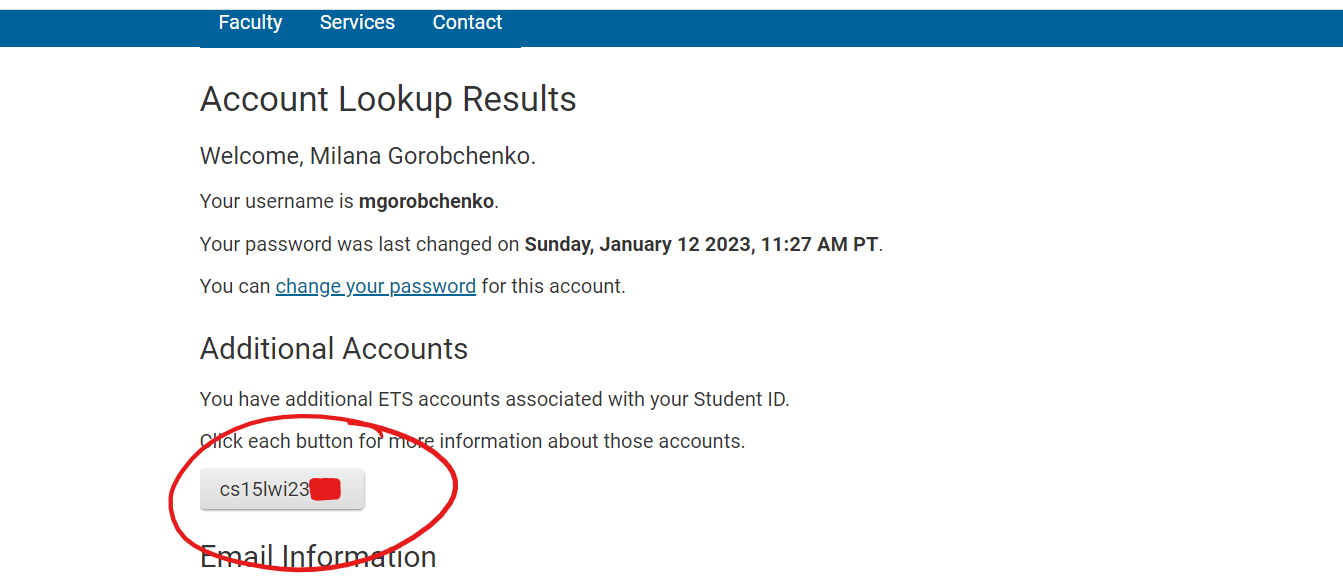 Faculty Services Contact
Account Lookup Results
Welcome, Milana Gorobchenko.
Your username is mgorobchenko.
Your password was last changed on Sunday, January 12 2023, 11:27 AM PT.
You can change your password for this account.
Additional Accounts
You have additional ETS accounts associated with your Student ID.
Click each button for more information about those accounts.
cs15lwi23
Email Information